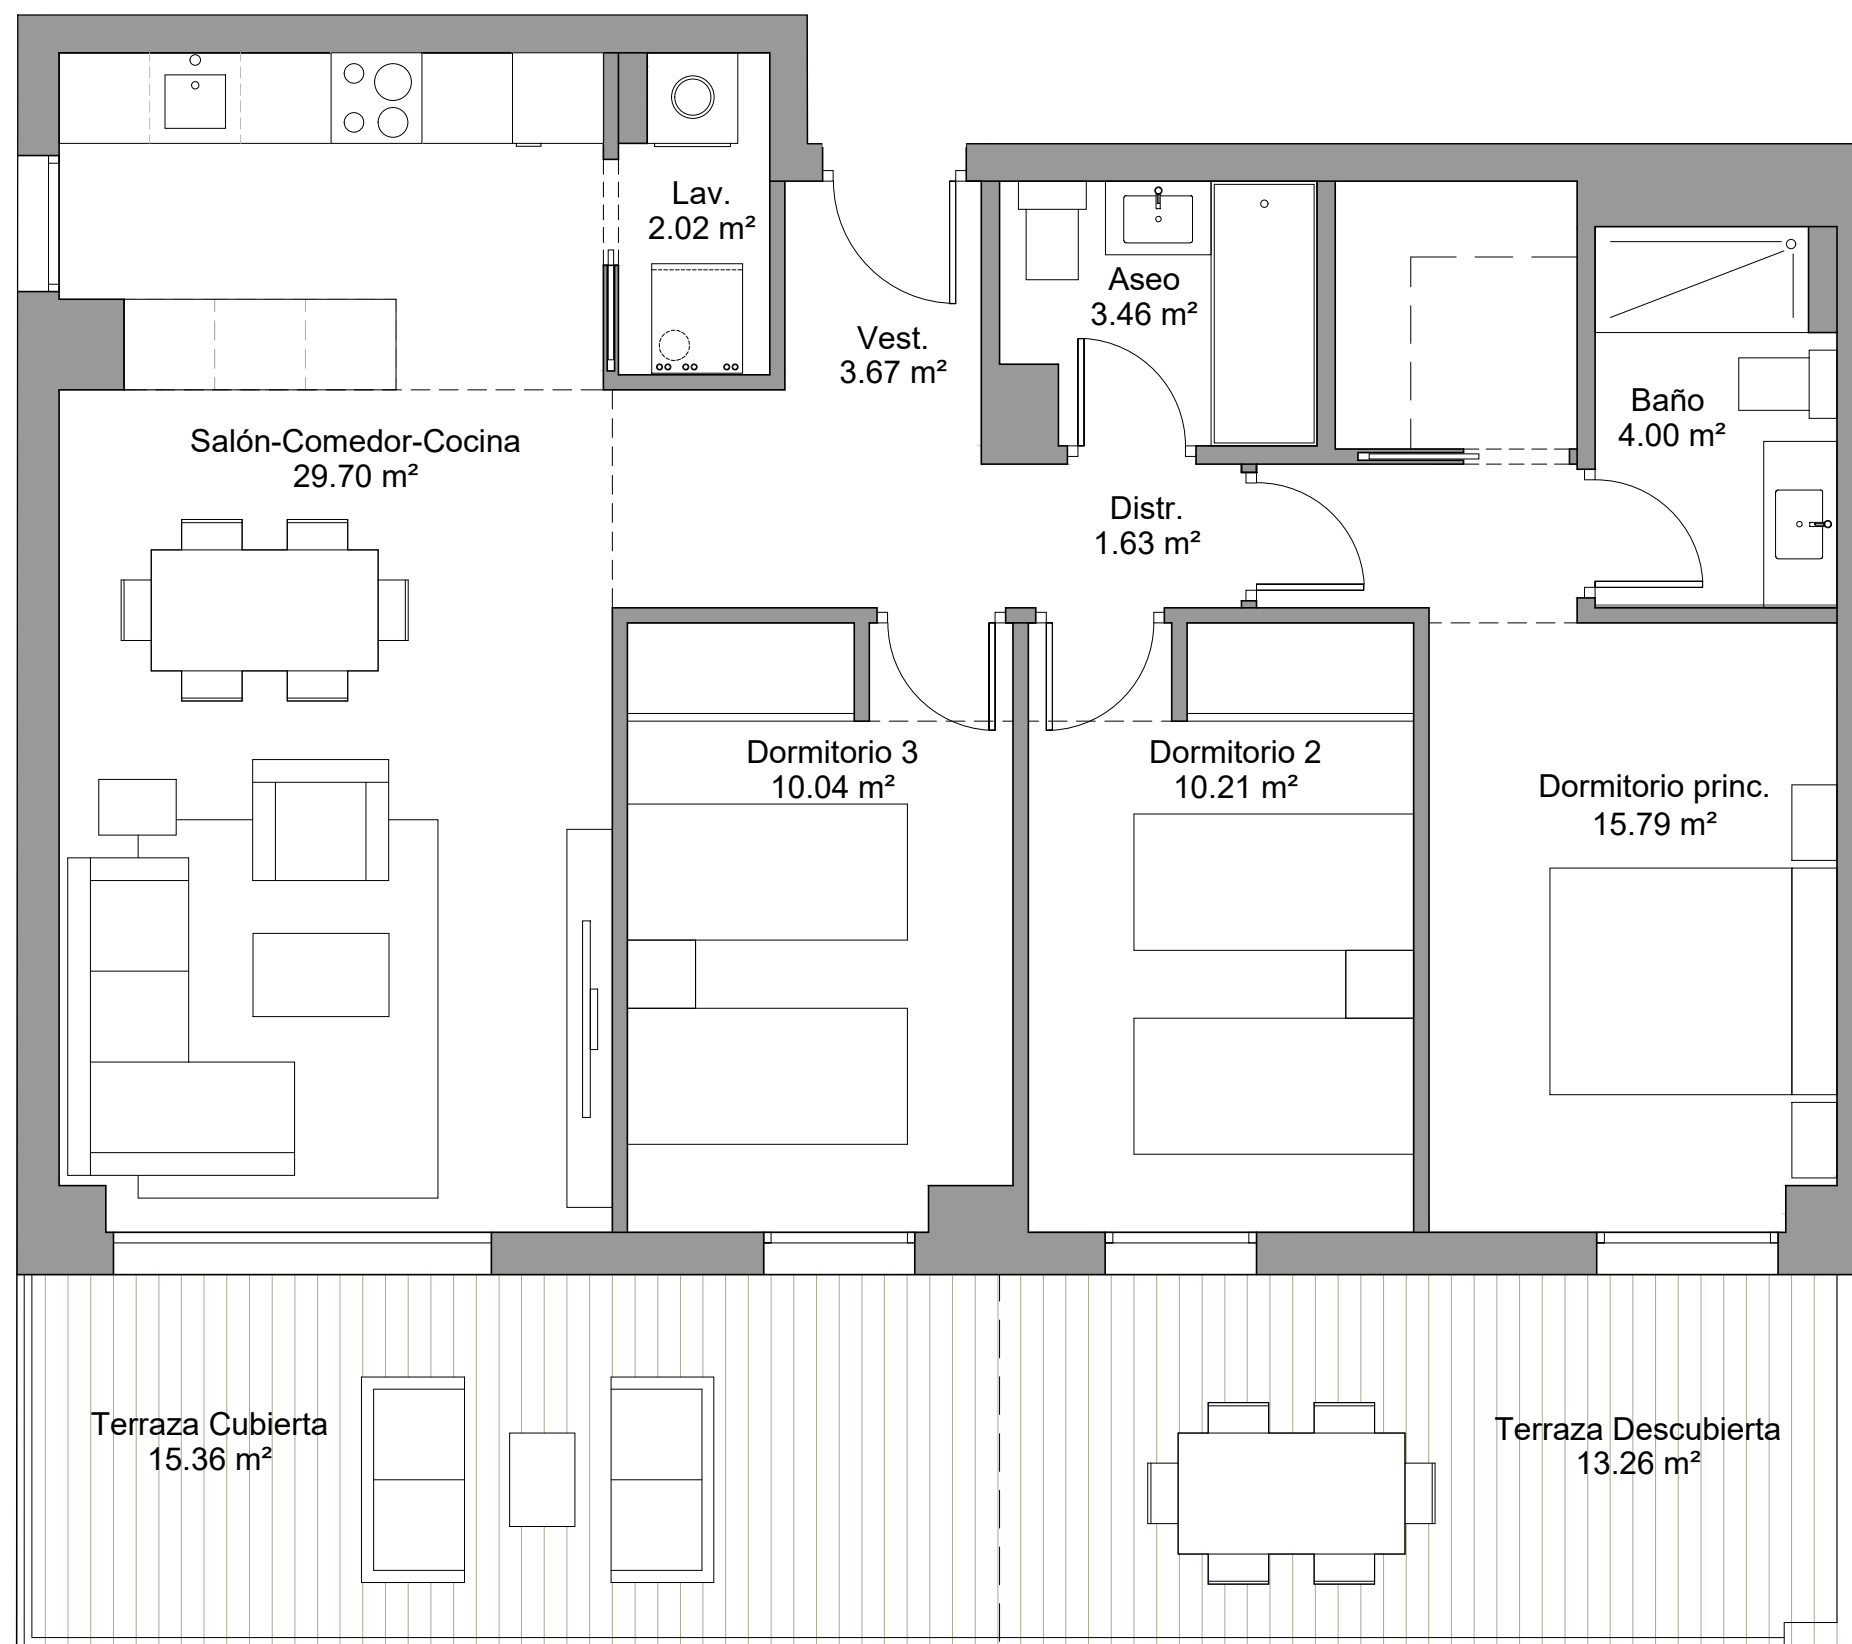 Lav.
2.02 m²
Aseo
3.46 m²
Vest.
3.67 m²
Baño
4.00 m²
Salón-Comedor-Cocina
29.70 m²
Distr.
1.63 m²
Dormitorio 3
10.04 m²
Dormitorio 2
10.21 m²
Dormitorio princ.
15.79 m²
Terraza Cubierta
15.36 m²
Terraza Descubierta
13.26 m²